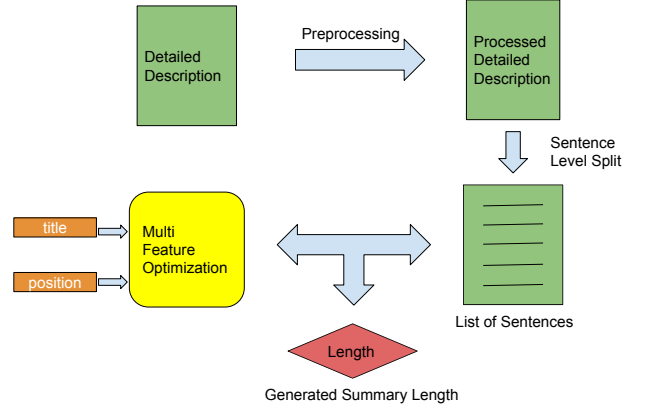 Detailed
Description
Preprocessing
Processed
Detailed
Description
Sentence
Level Split
title
position
Multi
Feature
Optimization
List of Sentences
Length
Generated Summary Length